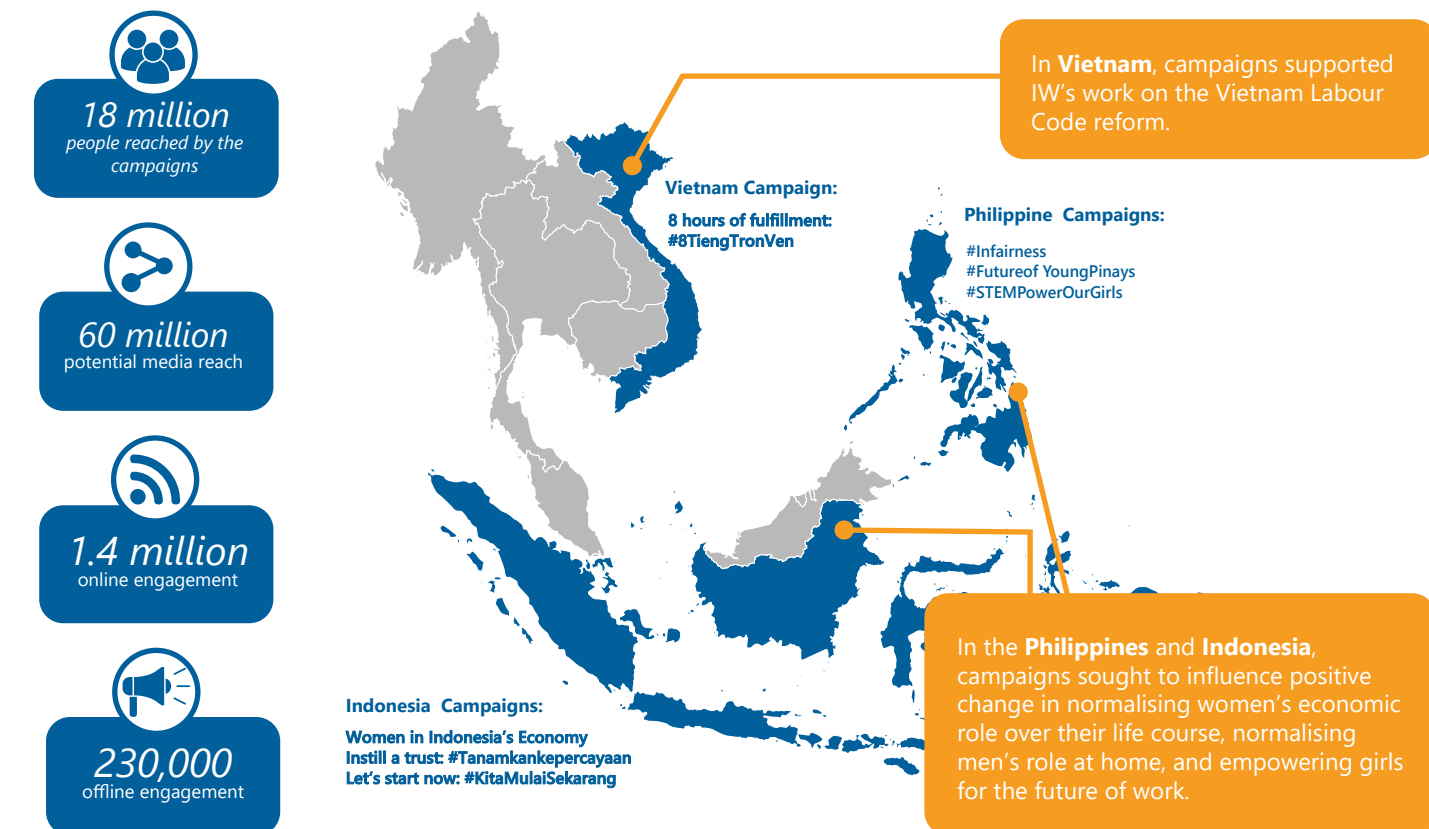 18 million
people reached by the
campaigns
60 million
potential media reach
1.4 million
online engagement
230,000
offline engagement
In Vietnam, campaigns supported
IW's work on the Vietnam Labour
Code reform.
Vietnam Campaign:
8 hours of fulfillment:
#8TiengTronVen
Philippine Campaigns:
#Infairness
#Futureof YoungPinays
#STEMPowerOurGirls
Indonesia Campaigns:
Women in Indonesia’s Economy
Instill a trust: #Tanamkankepercayaan
Let’s start now: #KitaMulaiSekarang
In the Philippines and Indonesia,
campaigns sought to influence positive
change in normalising women’s economic
role over their life course, normalising
men’s role at home, and empowering girls
for the future of work.